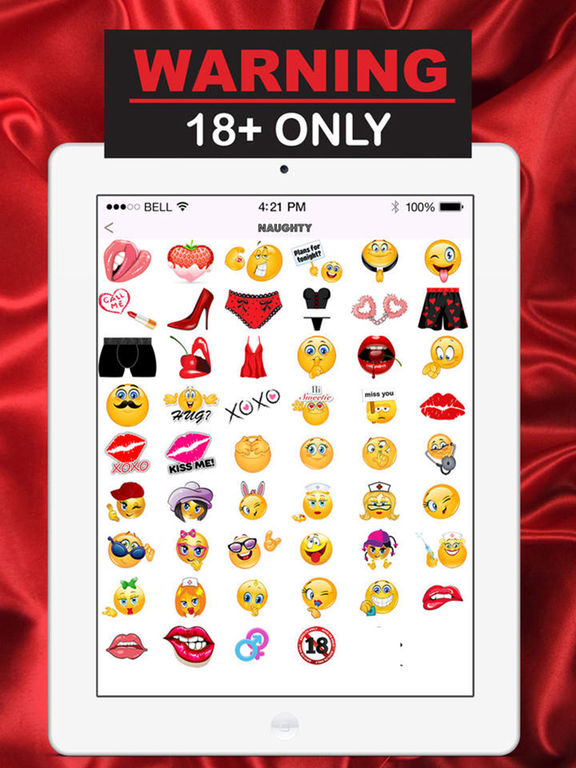 WARNING
18+ ONLY
BELL 4:21 PM 100%
NAUGHTY
Plans for
tonight?
CALL
ME
HUG?
XOXO
Hi
Sweetie
miss you
XOXO
KISS ME!
18